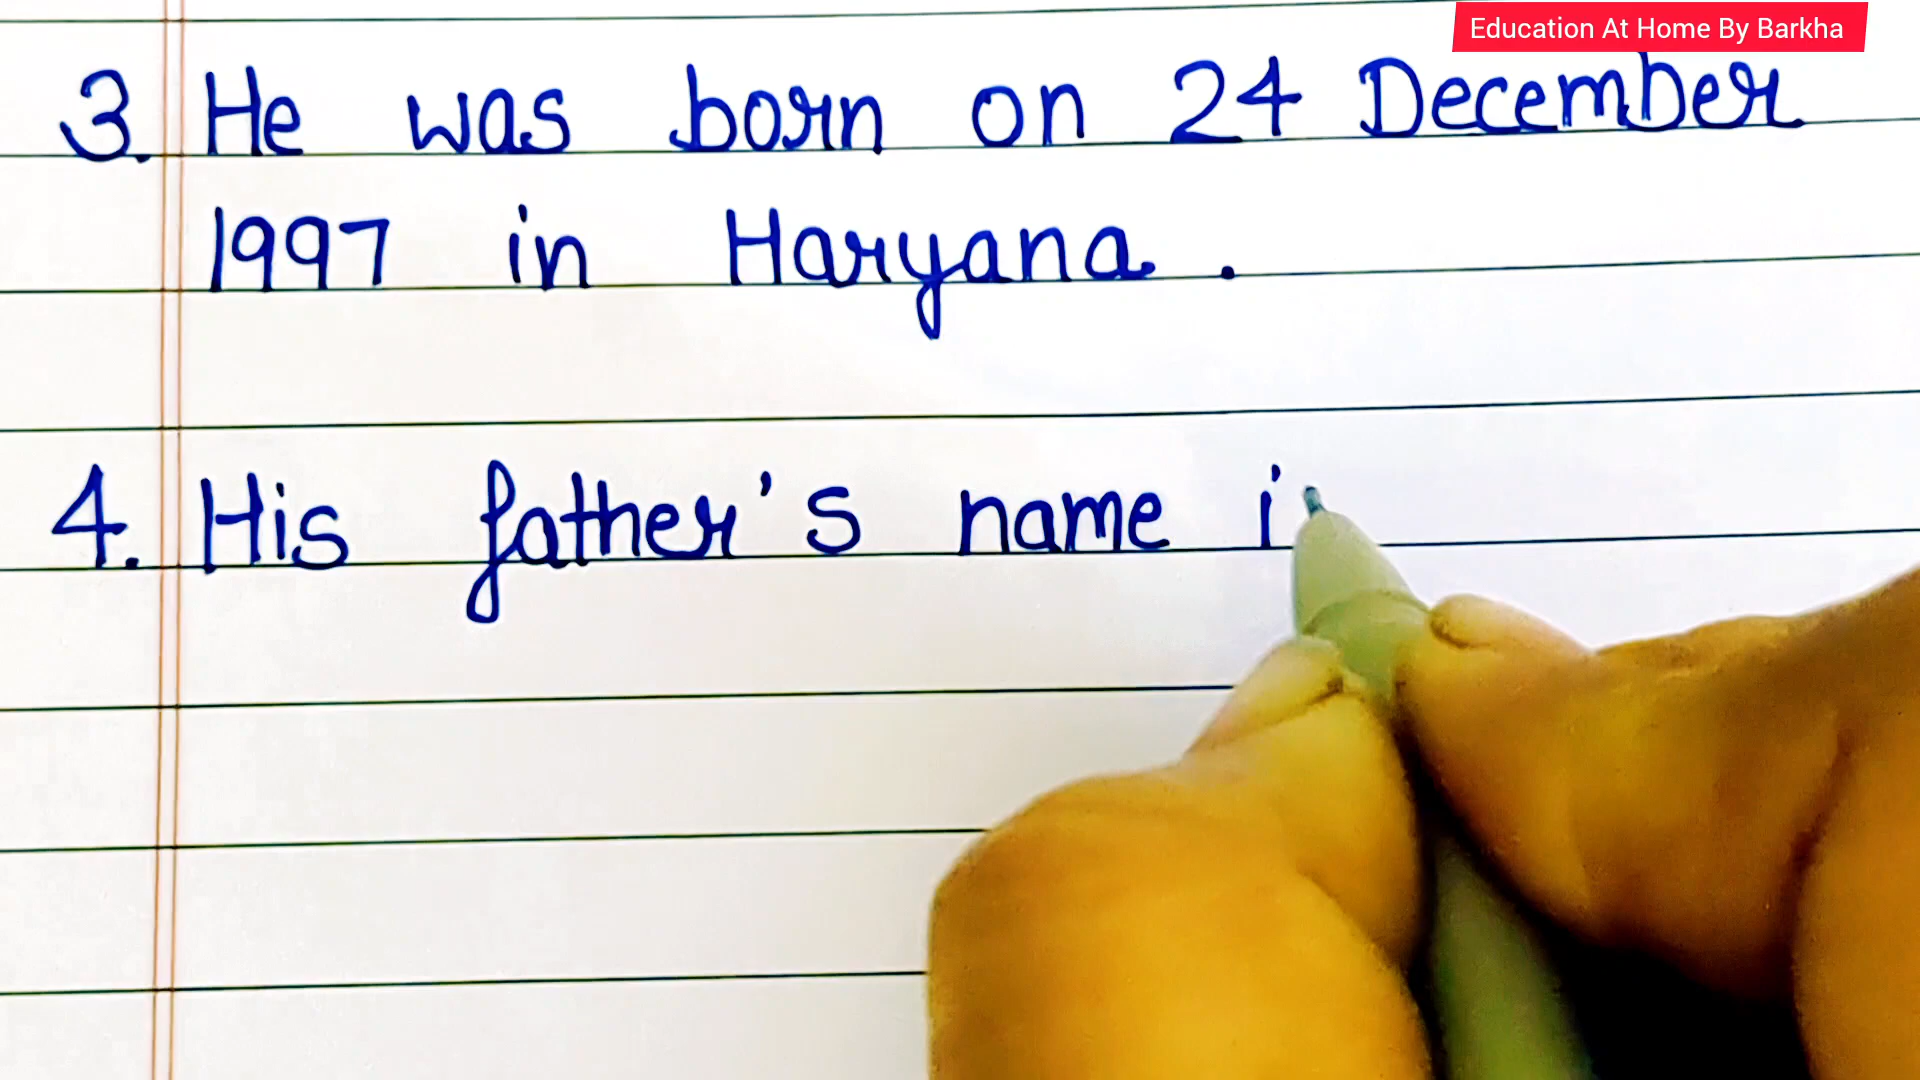 Education At Home By Barkha
3. He was born on 24 December
1997 in Haryana.
4. His father's name i